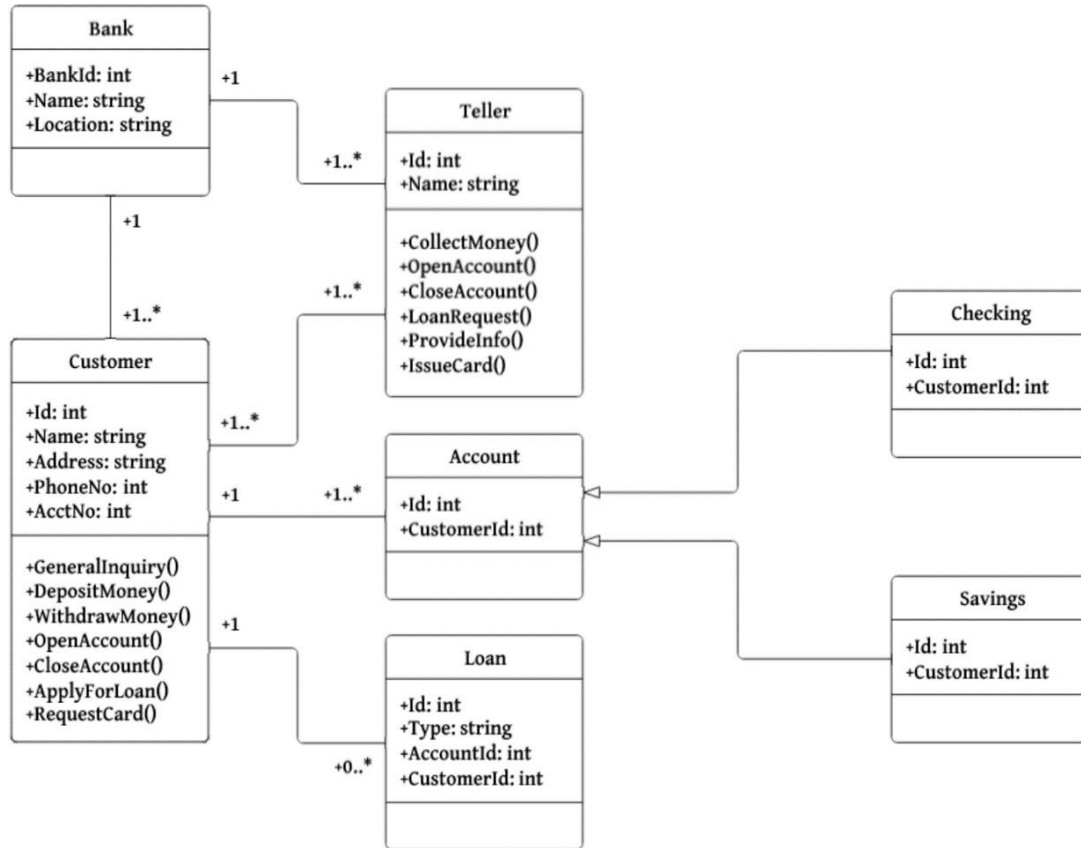 Bank
+BankId: int
+Name: string
+Location: string
+1
+1..*
+1
+1..*
Teller
+Id: int
+Name: string
+CollectMoney()
+OpenAccount()
+CloseAccount()
+LoanRequest()
+ProvideInfo()
+IssueCard()
+1..*
+1..*
Customer
+Id: int
+Name: string
+Address: string
+PhoneNo: int
+AcctNo: int
+GeneralInquiry()
+DepositMoney()
+WithdrawMoney()
+OpenAccount()
+CloseAccount()
+ApplyForLoan()
+RequestCard()
+1
+1..*
Account
+Id: int
+CustomerId: int
+1
+0..*
Loan
+Id: int
+Type: string
+AccountId: int
+CustomerId: int
Checking
+Id: int
+CustomerId: int
Savings
+Id: int
+CustomerId: int